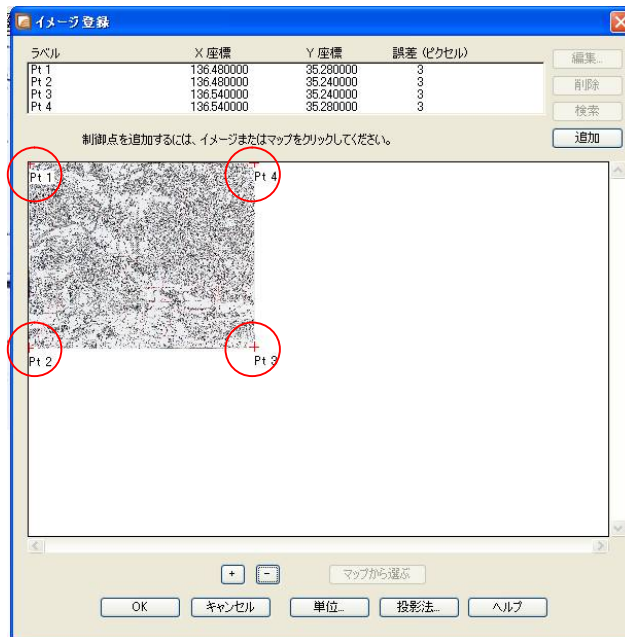 イメージ登録
ラベル X 座標 Y 座標 誤差 (ピクセル)
Pt 1 136.480000 35.280000 3
Pt 2 136.480000 35.240000 3
Pt 3 136.540000 35.240000 3
Pt 4 136.540000 35.280000 3
編集...
削除
検索
追加
制御点を追加するには、イメージまたはマップをクリックしてください。
Pt 1 Pt 4
Pt 2 Pt 3
+ - マップから選ぶ
OK キャンセル 単位... 投影法... ヘルプ